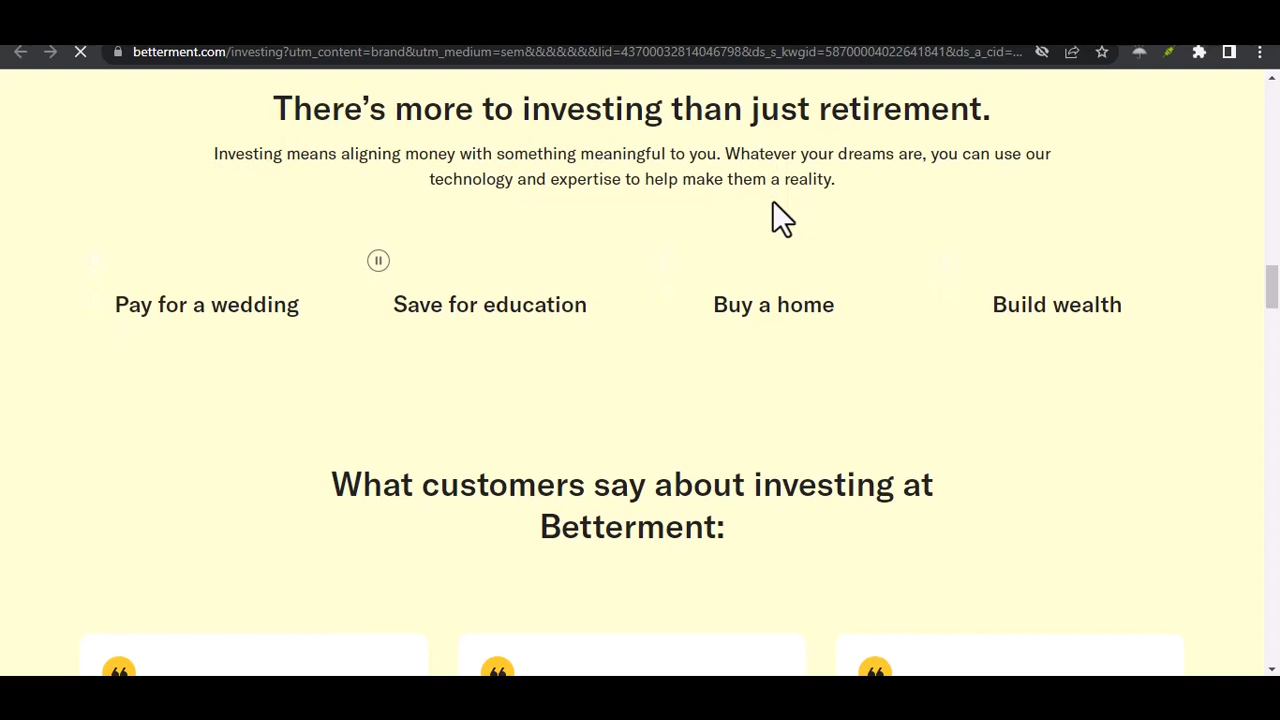 betterment.com/investing?utm_content=brand&utm_medium=sem&&&&&&&lid=43700032814046798&ds_s_kwgid=58700004022641841&ds_a_cid=...
There’s more to investing than just retirement.
Investing means aligning money with something meaningful to you. Whatever your dreams are, you can use our
technology and expertise to help make them a reality.
Pay for a wedding
Save for education
Buy a home
Build wealth
What customers say about investing at
Betterment: